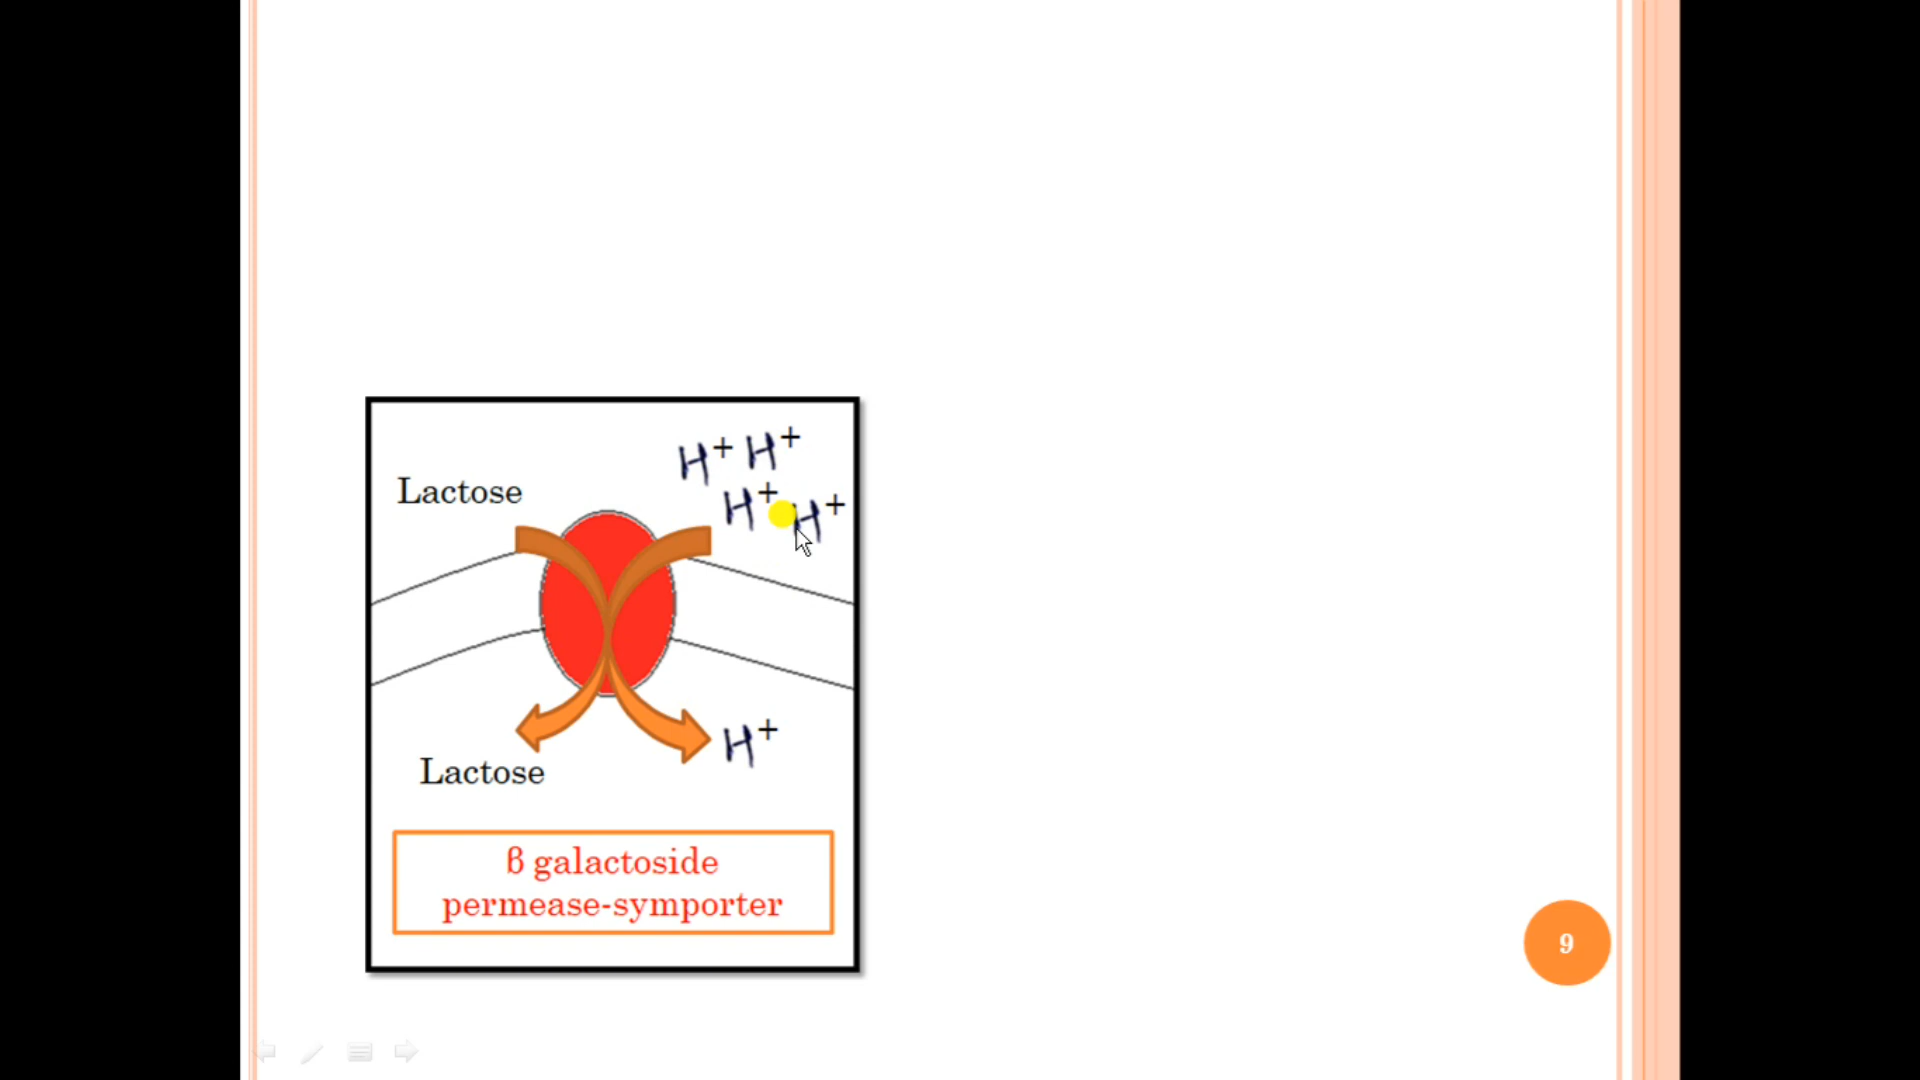 H+ H+
Lactose
H+ H+
H+
Lactose
β galactoside
permease-symporter
9